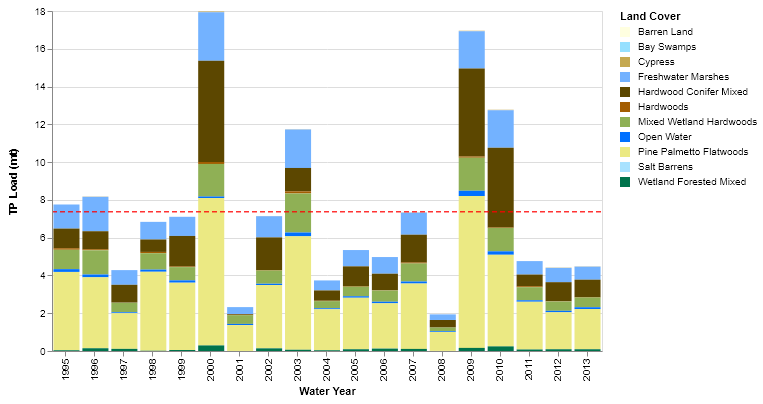 18
16
14
12
10
8
6
4
2
0
TP Load (mt)
1995 1996 1997 1998 1999 2000 2001 2002 2003 2004 2005 2006 2007 2008 2009 2010 2011 2012 2013
Water Year
Land Cover
Barren Land
Bay Swamps
Cypress
Freshwater Marshes
Hardwood Conifer Mixed
Hardwoods
Mixed Wetland Hardwoods
Open Water
Pine Palmetto Flatwoods
Salt Barrens
Wetland Forested Mixed